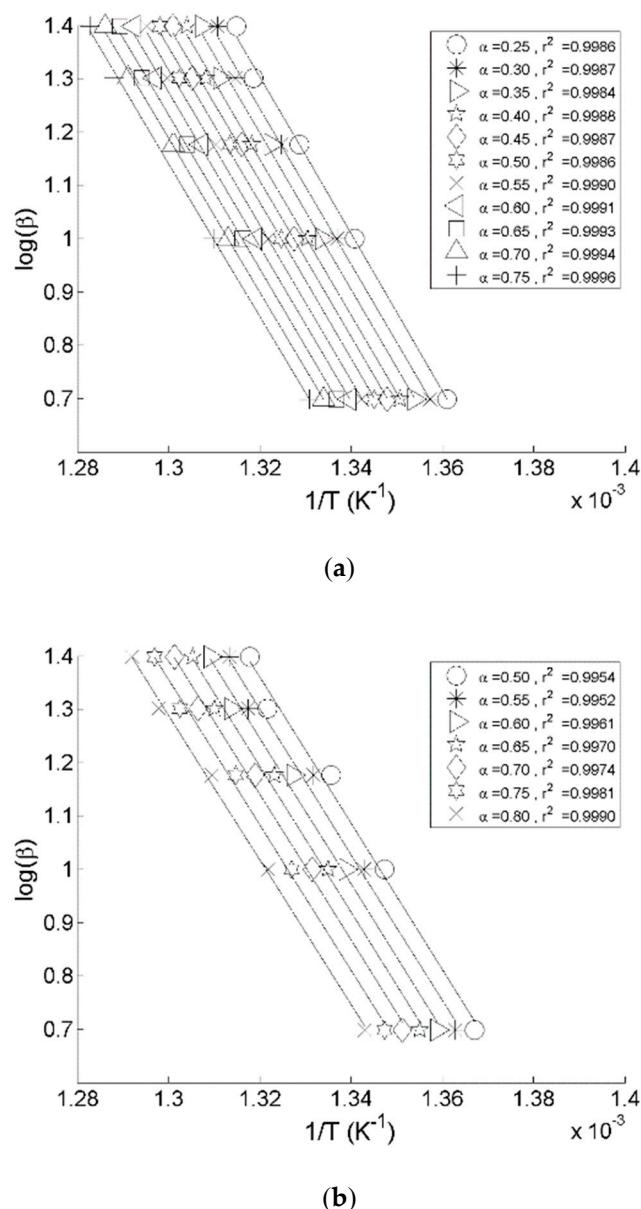 1.4
1.3
1.2
1.1
1
0.9
0.8
0.7
log(β)
α=0.25 , r² =0.9986
α=0.30 , r² =0.9987
α=0.35 , r² =0.9984
α=0.40 , r² =0.9988
α=0.45 , r² =0.9987
α=0.50 , r² =0.9986
α=0.55 , r² =0.9990
α=0.60 , r² =0.9991
α=0.65 , r² =0.9993
α=0.70 , r² =0.9994
α=0.75 , r² =0.9996
1.28 1.3 1.32 1.34 1.36 1.38 1.4
1/T (K⁻¹) x 10⁻³
(a)
1.4
1.3
1.2
1.1
1
0.9
0.8
0.7
log(β)
α=0.50 , r² =0.9954
α=0.55 , r² =0.9952
α=0.60 , r² =0.9961
α=0.65 , r² =0.9970
α=0.70 , r² =0.9974
α=0.75 , r² =0.9981
α=0.80 , r² =0.9990
1.28 1.3 1.32 1.34 1.36 1.38 1.4
1/T (K⁻¹) x 10⁻³
(b)